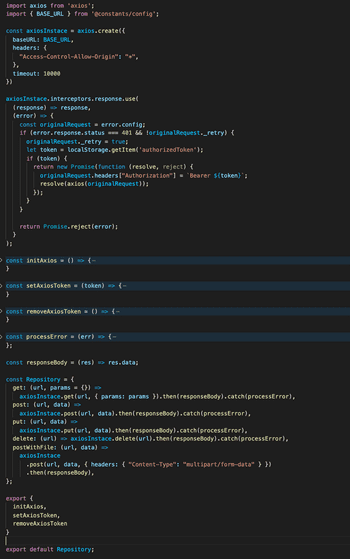 import axios from 'axios';
import { BASE_URL } from '@constants/config';
const axiosInstace = axios.create({
baseURL: BASE_URL,
headers: {
"Access-Control-Allow-Origin": "*",
},
timeout: 10000
})
axiosInstace.interceptors.response.use(
(response) => response,
(error) => {
const originalRequest = error.config;
if (error.response.status === 401 && !originalRequest._retry) {
originalRequest._retry = true;
let token = localStorage.getItem('authorizedToken');
if (token) {
return new Promise(function (resolve, reject) {
originalRequest.headers["Authorization"] = `Bearer ${token}`;
resolve(axios(originalRequest));
});
}
}
return Promise.reject(error);
}
);
const initAxios = () => {…
}
const setAxiosToken = (token) => {…
}
const removeAxiosToken = () => {…
}
const processError = (err) => {…
};
const responseBody = (res) => res.data;
const Repository = {
get: (url, params = {}) =>
axiosInstace.get(url, { params: params }).then(responseBody).catch(processError),
post: (url, data) =>
axiosInstace.post(url, data).then(responseBody).catch(processError),
put: (url, data) =>
axiosInstace.put(url, data).then(responseBody).catch(processError),
delete: (url) => axiosInstace.delete(url).then(responseBody).catch(processError),
postWithFile: (url, data) =>
axiosInstace
.post(url, data, { headers: { "Content-Type": "multipart/form-data" } })
.then(responseBody),
};
export {
initAxios,
setAxiosToken,
removeAxiosToken
}
export default Repository;